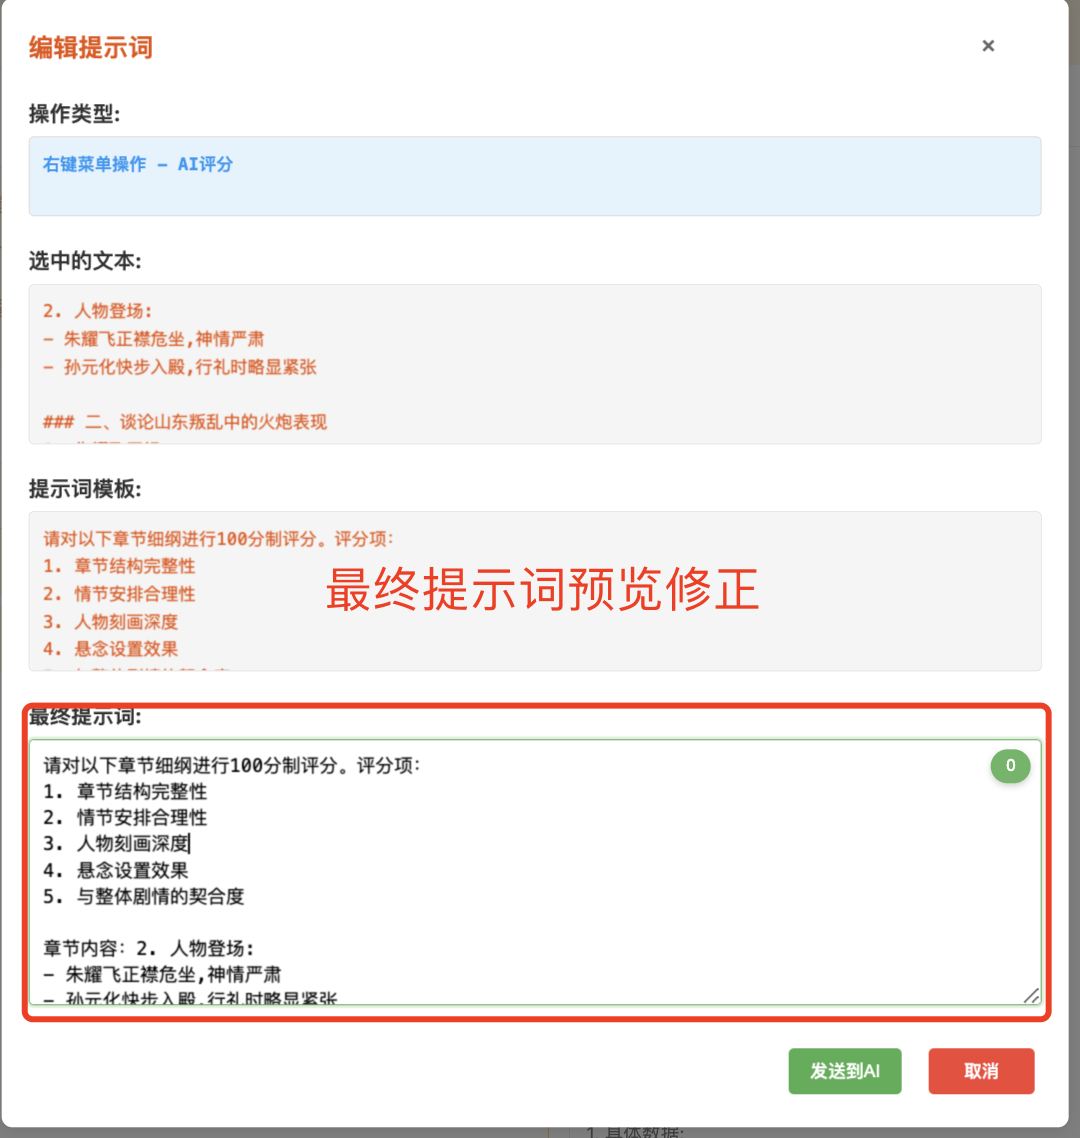 编辑提示词
×
操作类型:
右键菜单操作 - AI评分
选中的文本:
2. 人物登场:
- 朱耀飞正襟危坐,神情严肃
- 孙元化快步入殿,行礼时略显紧张
### 二、谈论山东叛乱中的火炮表现
提示词模板:
请对以下章节细纲进行100分制评分。评分项:
1. 章节结构完整性
2. 情节安排合理性
3. 人物刻画深度
4. 悬念设置效果
最终提示词预览修正
最终提示词:
请对以下章节细纲进行100分制评分。评分项:
0
1. 章节结构完整性
2. 情节安排合理性
3. 人物刻画深度
4. 悬念设置效果
5. 与整体剧情的契合度
章节内容: 2. 人物登场:
- 朱耀飞正襟危坐,神情严肃
- 孙元化快步入殿,行礼时略显紧张
发送到AI
取消
1. 具体数据: